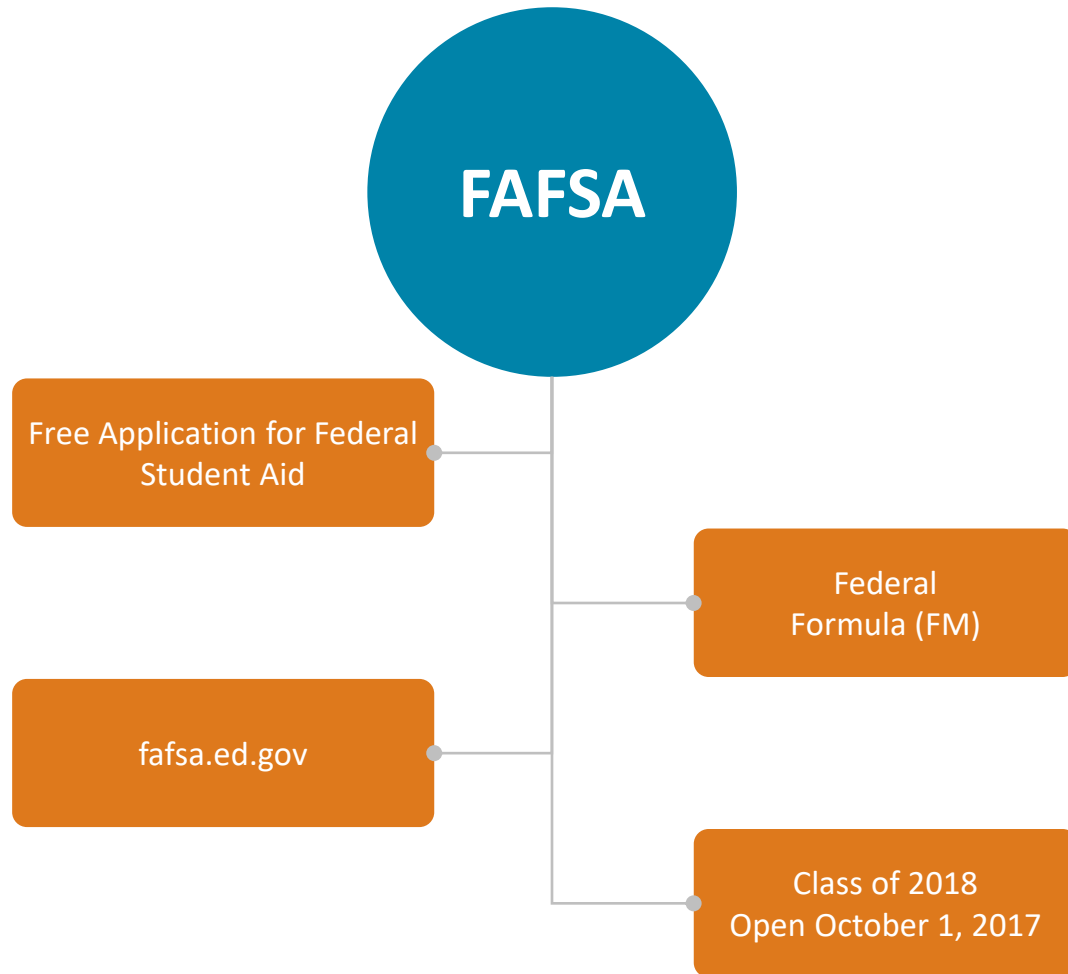 FAFSA
Free Application for Federal
Student Aid
Federal
Formula (FM)
fafsa.ed.gov
Class of 2018
Open October 1, 2017